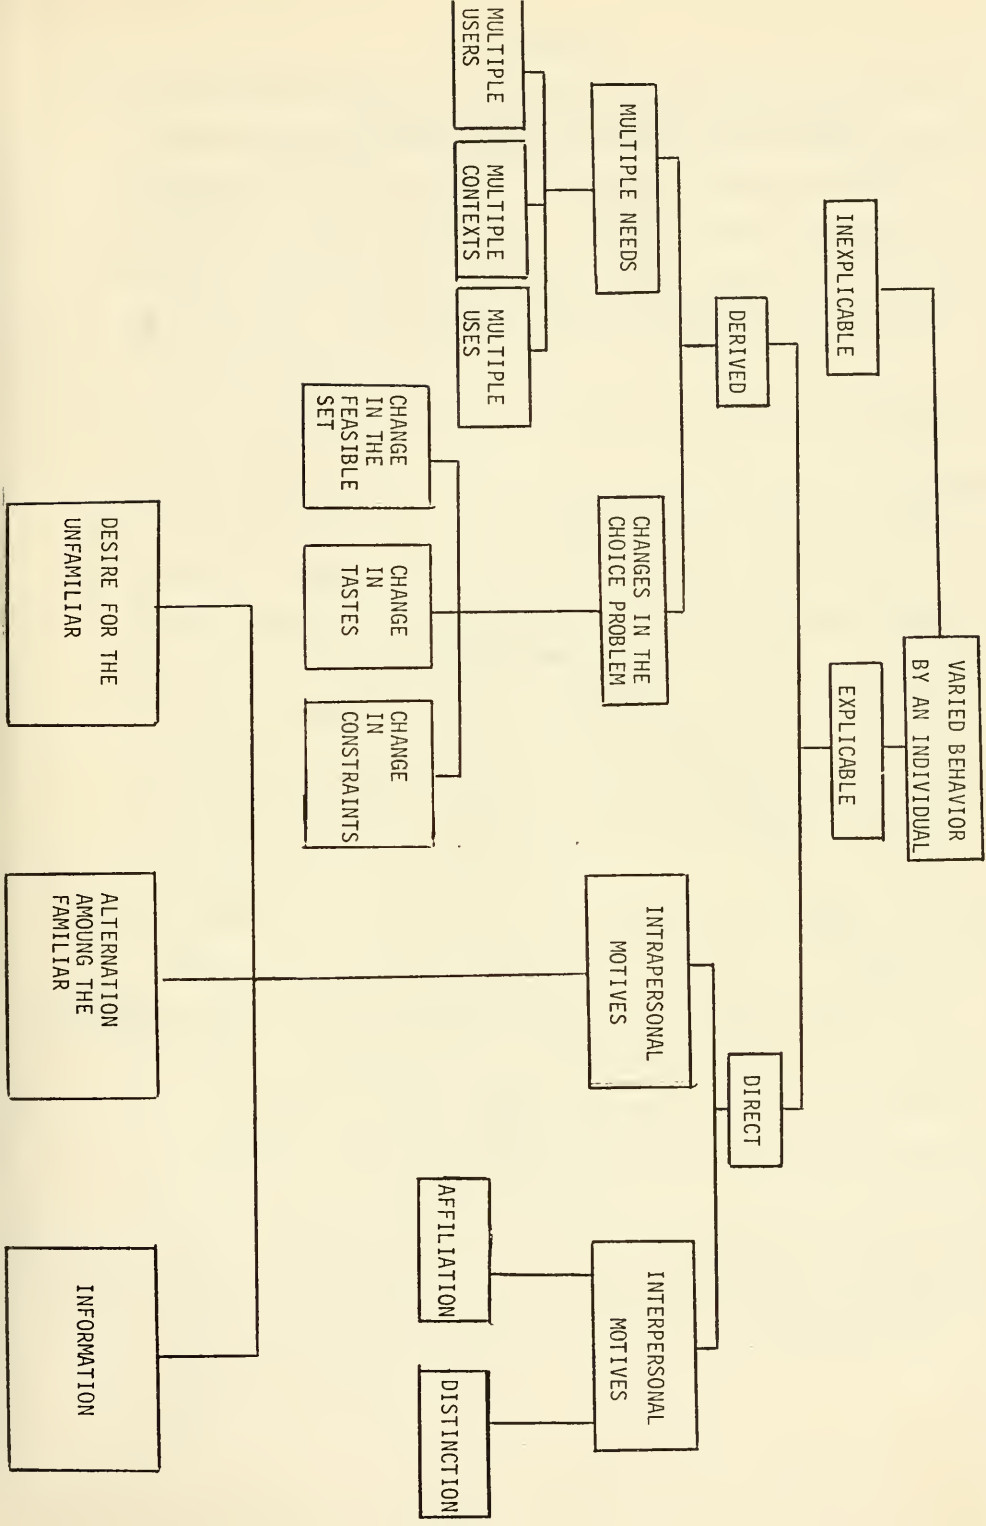 VARIED BEHAVIOR
BY AN INDIVIDUAL
INEXPLICABLE
EXPLICABLE
DERIVED
DIRECT
MULTIPLE NEEDS
CHANGES IN THE
CHOICE PROBLEM
INTRAPERSONAL
MOTIVES
INTERPERSONAL
MOTIVES
MULTIPLE
USERS
MULTIPLE
CONTEXTS
MULTIPLE
USES
CHANGE
IN THE
FEASIBLE
SET
CHANGE
IN
TASTES
CHANGE
IN
CONSTRAINTS
AFFILIATION
DISTINCTION
DESIRE FOR THE
UNFAMILIAR
ALTERNATION
AMOUNG THE
FAMILIAR
INFORMATION